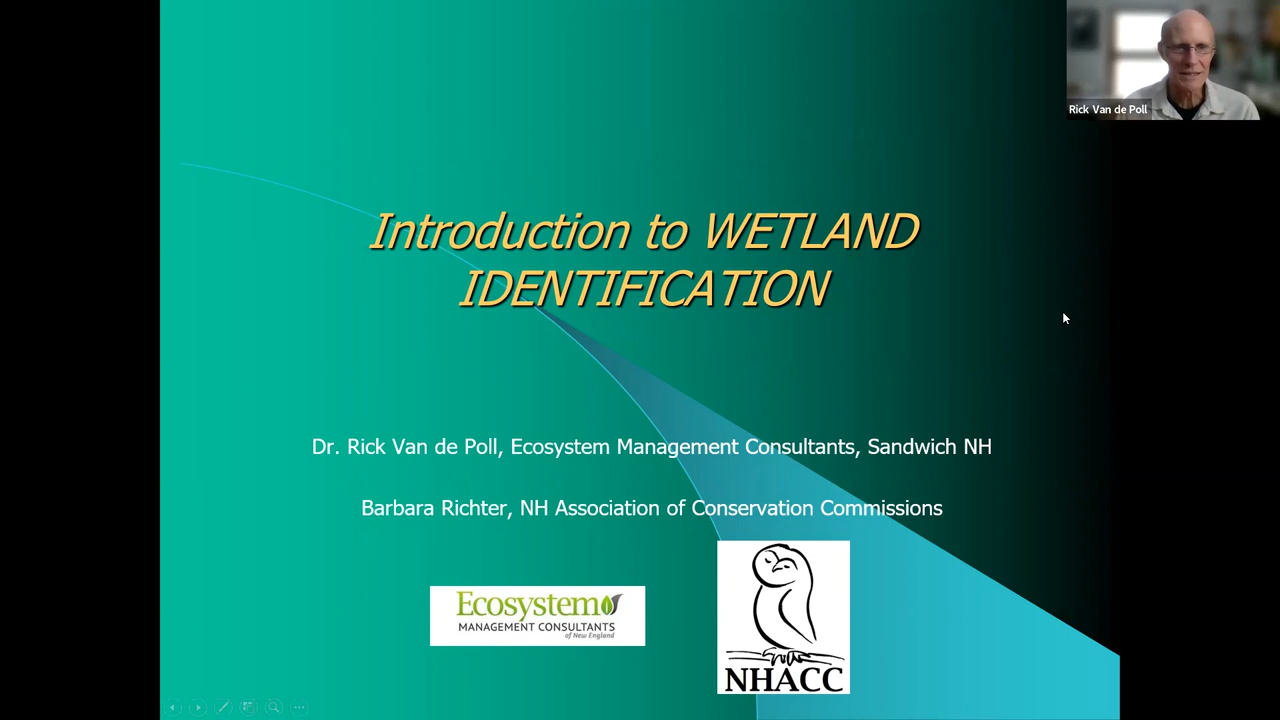 Rick Van de Poll
Introduction to WETLAND
IDENTIFICATION
Dr. Rick Van de Poll, Ecosystem Management Consultants, Sandwich NH
Barbara Richter, NH Association of Conservation Commissions
Ecosystem
MANAGEMENT CONSULTANTS
of New England
NHACC